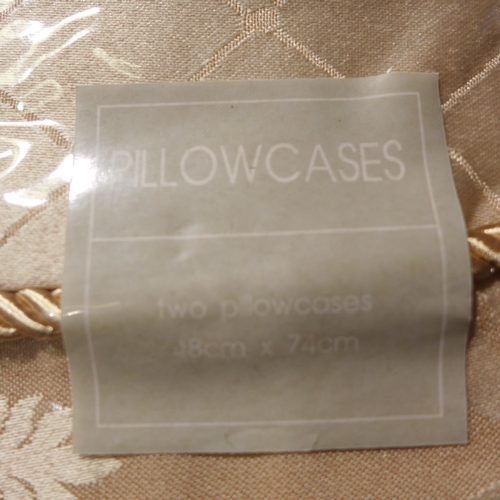 PILLOWCASES
two pillowcases
48cm x 74cm